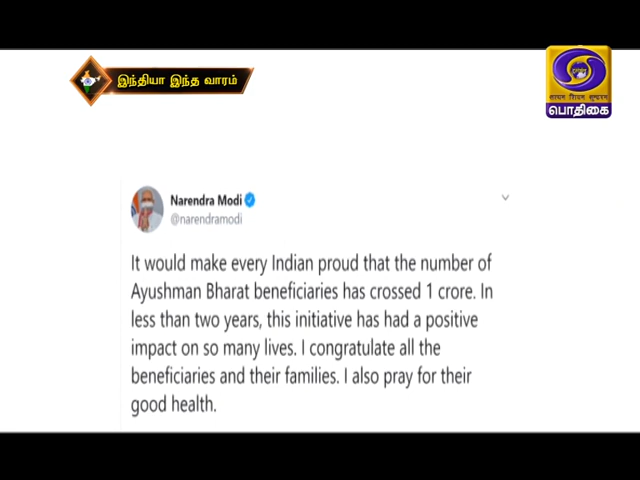 இந்தியா இந்த வாரம்
பொதிகை
Narendra Modi
@narendramodi
It would make every Indian proud that the number of
Ayushman Bharat beneficiaries has crossed 1 crore. In
less than two years, this initiative has had a positive
impact on so many lives. I congratulate all the
beneficiaries and their families. I also pray for their
good health.